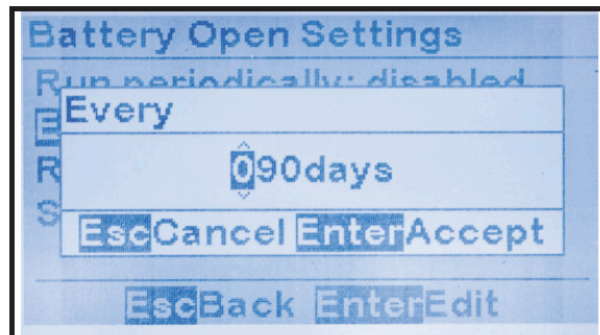 Battery Open Settings
Run periodically: disabled
Every
R
090days
S
EscCancel EnterAccept
EscBack EnterEdit